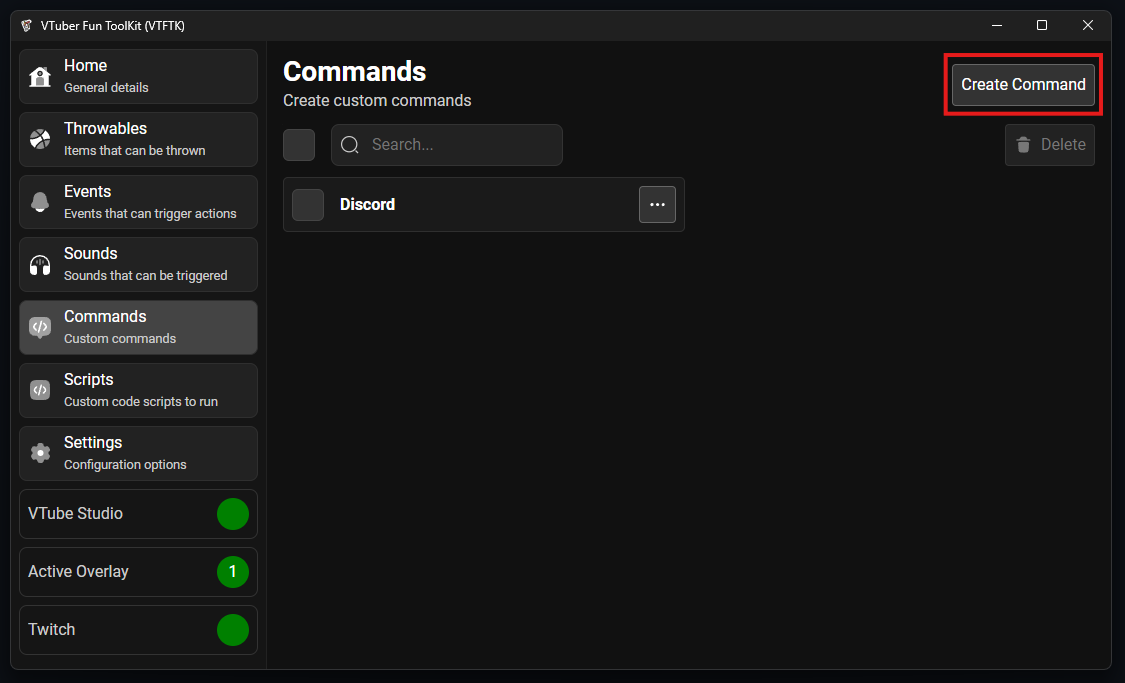 VTuber Fun ToolKit (VTFTK)
Home
General details
Throwables
Items that can be thrown
Events
Events that can trigger actions
Sounds
Sounds that can be triggered
Commands
Custom commands
Scripts
Custom code scripts to run
Settings
Configuration options
VTube Studio
Active Overlay 1
Twitch
Commands
Create custom commands
Create Command
Search...
Delete
Discord